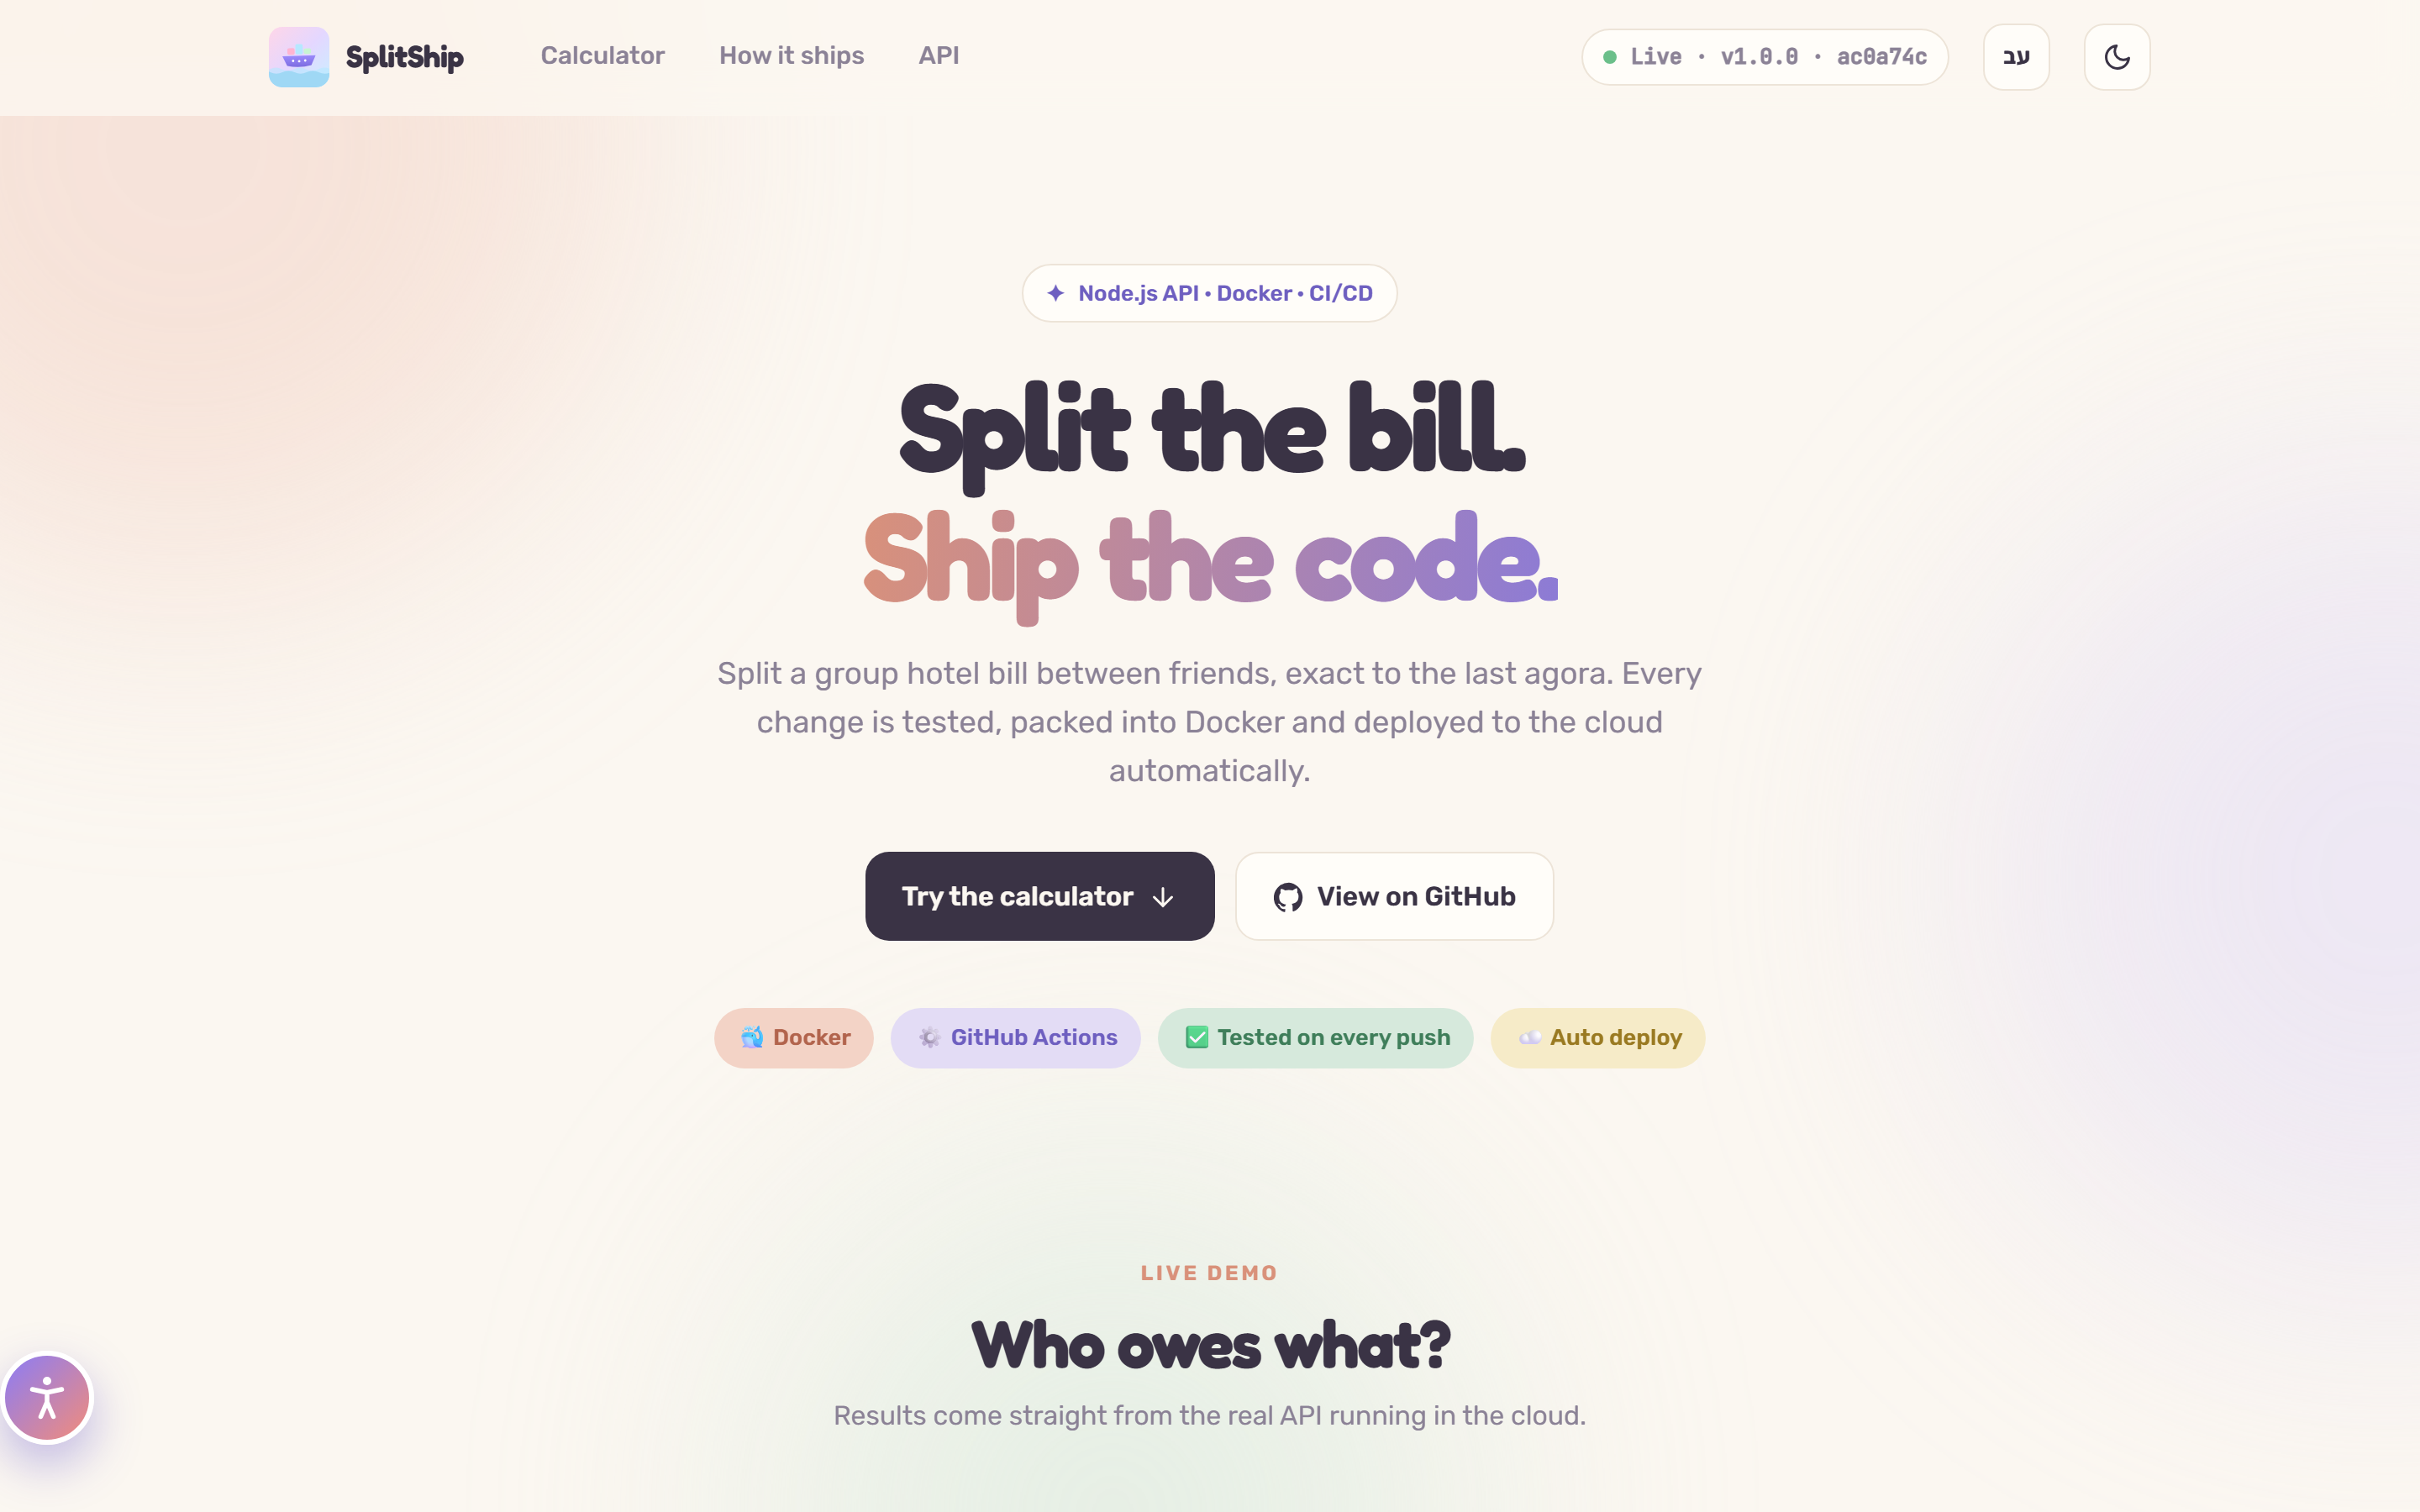 SplitShip
Calculator
How it ships
API
Live · v1.0.0 · ac0a74c
עב
Node.js API • Docker • CI/CD
Split the bill.
Ship the code.
Split a group hotel bill between friends, exact to the last agora. Every
change is tested, packed into Docker and deployed to the cloud
automatically.
Try the calculator
View on GitHub
Docker
GitHub Actions
Tested on every push
Auto deploy
LIVE DEMO
Who owes what?
Results come straight from the real API running in the cloud.